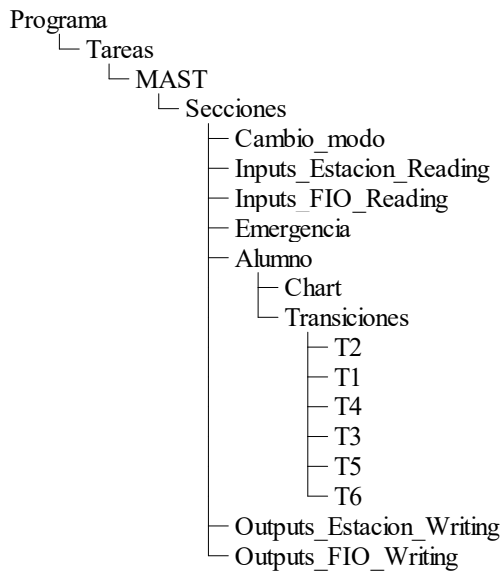 Programa
Tareas
MAST
Secciones
Cambio_modo
Inputs_Estacion_Reading
Inputs_FIO_Reading
Emergencia
Alumno
Chart
Transiciones
T2
T1
T4
T3
T5
T6
Outputs_Estacion_Writing
Outputs_FIO_Writing